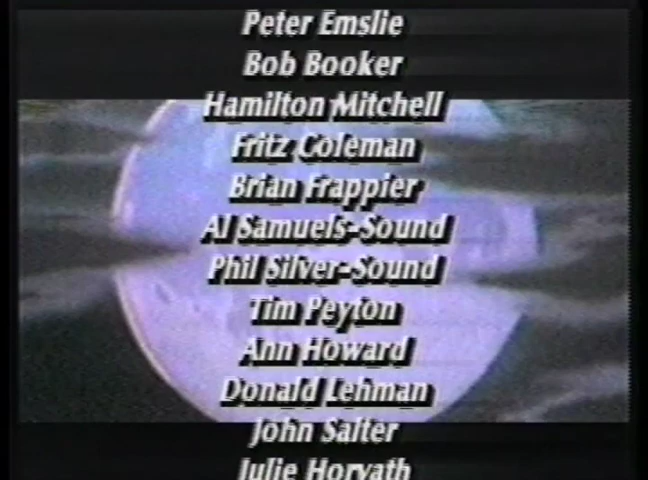 Peter Emslie
Bob Booker
Hamilton Mitchell
Fritz Coleman
Brian Frappier
Al Samuels-Sound
Phil Silver-Sound
Tim Peyton
Ann Howard
Donald Lehman
John Salter
Julie Horvath